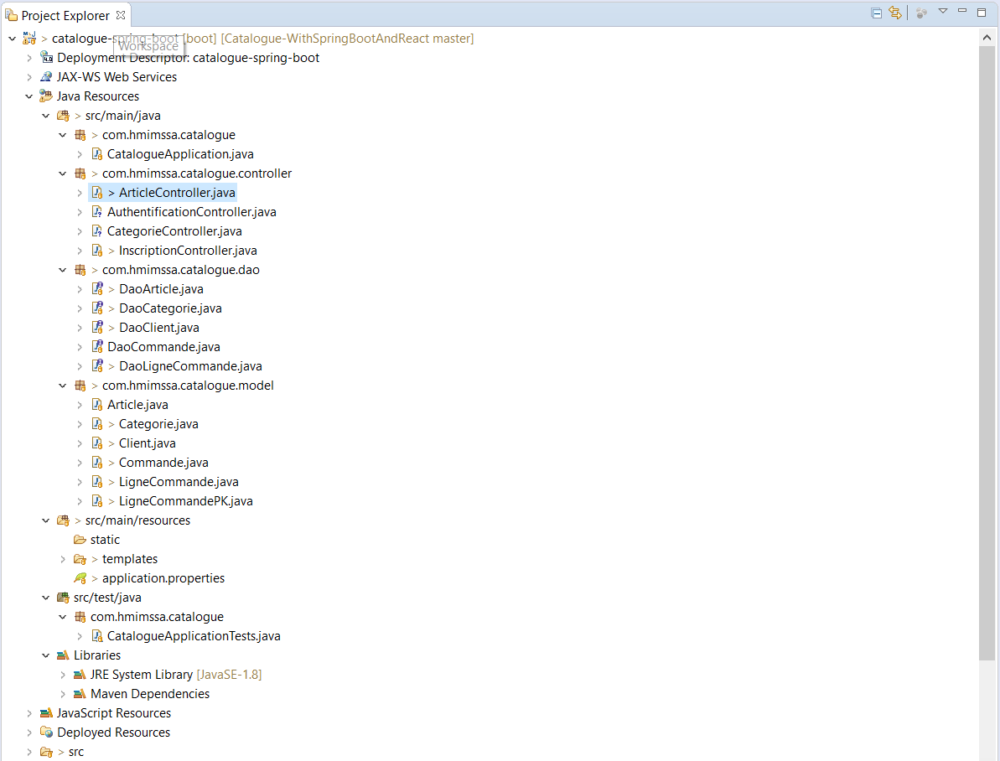 Project Explorer
> catalogue-spring-boot [boot] [Catalogue-WithSpringBootAndReact master]
Workspace
Deployment Descriptor: catalogue-spring-boot
JAX-WS Web Services
Java Resources
> src/main/java
> com.hmimssa.catalogue
CatalogueApplication.java
> com.hmimssa.catalogue.controller
> ArticleController.java
AuthentificationController.java
CategorieController.java
> InscriptionController.java
> com.hmimssa.catalogue.dao
> DaoArticle.java
> DaoCategorie.java
> DaoClient.java
DaoCommande.java
> DaoLigneCommande.java
> com.hmimssa.catalogue.model
Article.java
> Categorie.java
> Client.java
> Commande.java
> LigneCommande.java
> LigneCommandePK.java
> src/main/resources
static
> templates
> application.properties
src/test/java
com.hmimssa.catalogue
CatalogueApplicationTests.java
Libraries
JRE System Library [JavaSE-1.8]
Maven Dependencies
JavaScript Resources
Deployed Resources
> src